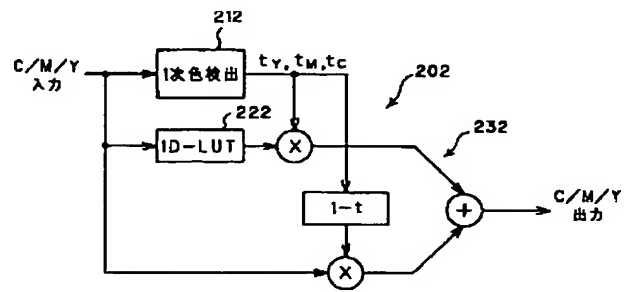 212
C/M/Y
入力
1次色検出
tY, tM, tC
202
222
1D-LUT
×
232
1-t
+
C/M/Y
出力
×